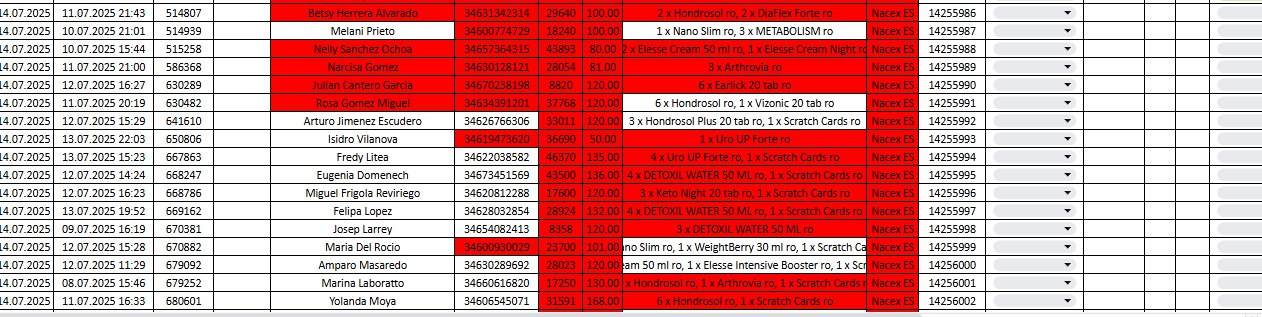 14.07.2025 11.07.2025 21:43 514807 Betsy Herrera Alvarado 34631342314 29640 100.00 2 x Hondrosol ro, 2 x DiaFlex Forte ro Nacex ES 14255986
14.07.2025 10.07.2025 21:01 514939 Melani Prieto 34600774729 18240 100.00 1 x Nano Slim ro, 3 x METABOLISM ro Nacex ES 14255987
14.07.2025 10.07.2025 15:44 515258 Nelly Sanchez Ochoa 34657364315 43893 80.00 2 x Elesse Cream 50 ml ro, 1 x Elesse Cream Night ro Nacex ES 14255988
14.07.2025 11.07.2025 21:00 586368 Narcisa Gomez 34630128121 28054 81.00 3 x Arthrovia ro Nacex ES 14255989
14.07.2025 12.07.2025 16:27 630289 Julian Cantero Garcia 34670238198 8820 120.00 6 x Earlick 20 tab ro Nacex ES 14255990
14.07.2025 11.07.2025 20:19 630482 Rosa Gomez Miguel 34634391201 37768 120.00 6 x Hondrosol ro, 1 x Vizonic 20 tab ro Nacex ES 14255991
14.07.2025 12.07.2025 15:29 641610 Arturo Jimenez Escudero 34626766306 33011 120.00 3 x Hondrosol Plus 20 tab ro, 1 x Scratch Cards ro Nacex ES 14255992
14.07.2025 13.07.2025 22:03 650806 Isidro Vilanova 34619473620 36690 50.00 1 x Uro UP Forte ro Nacex ES 14255993
14.07.2025 13.07.2025 15:23 667863 Fredy Litea 34622038582 46370 135.00 4 x Uro UP Forte ro, 1 x Scratch Cards ro Nacex ES 14255994
14.07.2025 12.07.2025 14:24 668247 Eugenia Domenech 34673451569 43500 136.00 4 x DETOXIL WATER 50 ML ro, 1 x Scratch Cards ro Nacex ES 14255995
14.07.2025 12.07.2025 16:23 668786 Miguel Frigola Reviriego 34620812288 17600 120.00 3 x Keto Night 20 tab ro, 1 x Scratch Cards ro Nacex ES 14255996
14.07.2025 13.07.2025 19:52 669162 Felipa Lopez 34628032854 28924 132.00 4 x DETOXIL WATER 50 ML ro, 1 x Scratch Cards ro Nacex ES 14255997
14.07.2025 09.07.2025 16:19 670381 Josep Larrey 34654082413 8358 120.00 3 x DETOXIL WATER 50 ML ro Nacex ES 14255998
14.07.2025 12.07.2025 15:28 670882 Maria Del Rocio 34600930029 23700 101.00 ano Slim ro, 1 x WeightBerry 30 ml ro, 1 x Scratch Ca Nacex ES 14255999
14.07.2025 12.07.2025 11:29 679092 Amparo Masaredo 34630289692 28023 120.00 eam 50 ml ro, 1 x Elesse Intensive Booster ro, 1 x Scr Nacex ES 14256000
14.07.2025 08.07.2025 15:46 679252 Marina Laboratto 34660616820 17250 130.00 x Hondrosol ro, 1 x Arthrovia ro, 1 x Scratch Cards r Nacex ES 14256001
14.07.2025 11.07.2025 16:33 680601 Yolanda Moya 34606545071 31591 168.00 6 x Hondrosol ro, 1 x Scratch Cards ro Nacex ES 14256002